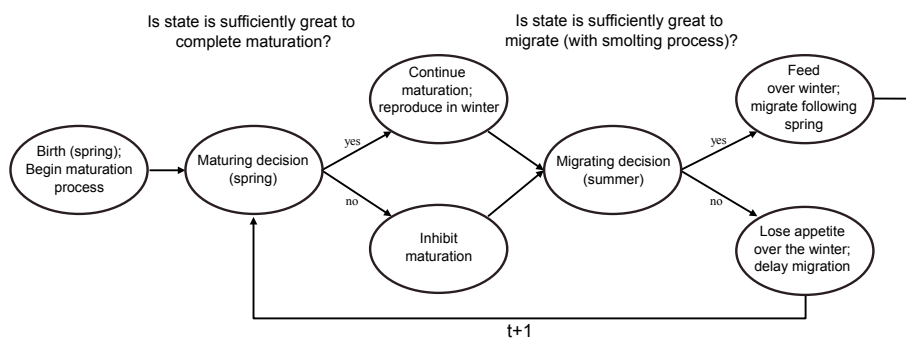 Is state is sufficiently great to
complete maturation?
Is state is sufficiently great to
migrate (with smolting process)?
Birth (spring);
Begin maturation
process
Maturing decision
(spring)
yes
no
Continue
maturation;
reproduce in winter
Inhibit
maturation
Migrating decision
(summer)
yes
no
Feed
over winter;
migrate following
spring
Lose appetite
over the winter;
delay migration
t+1